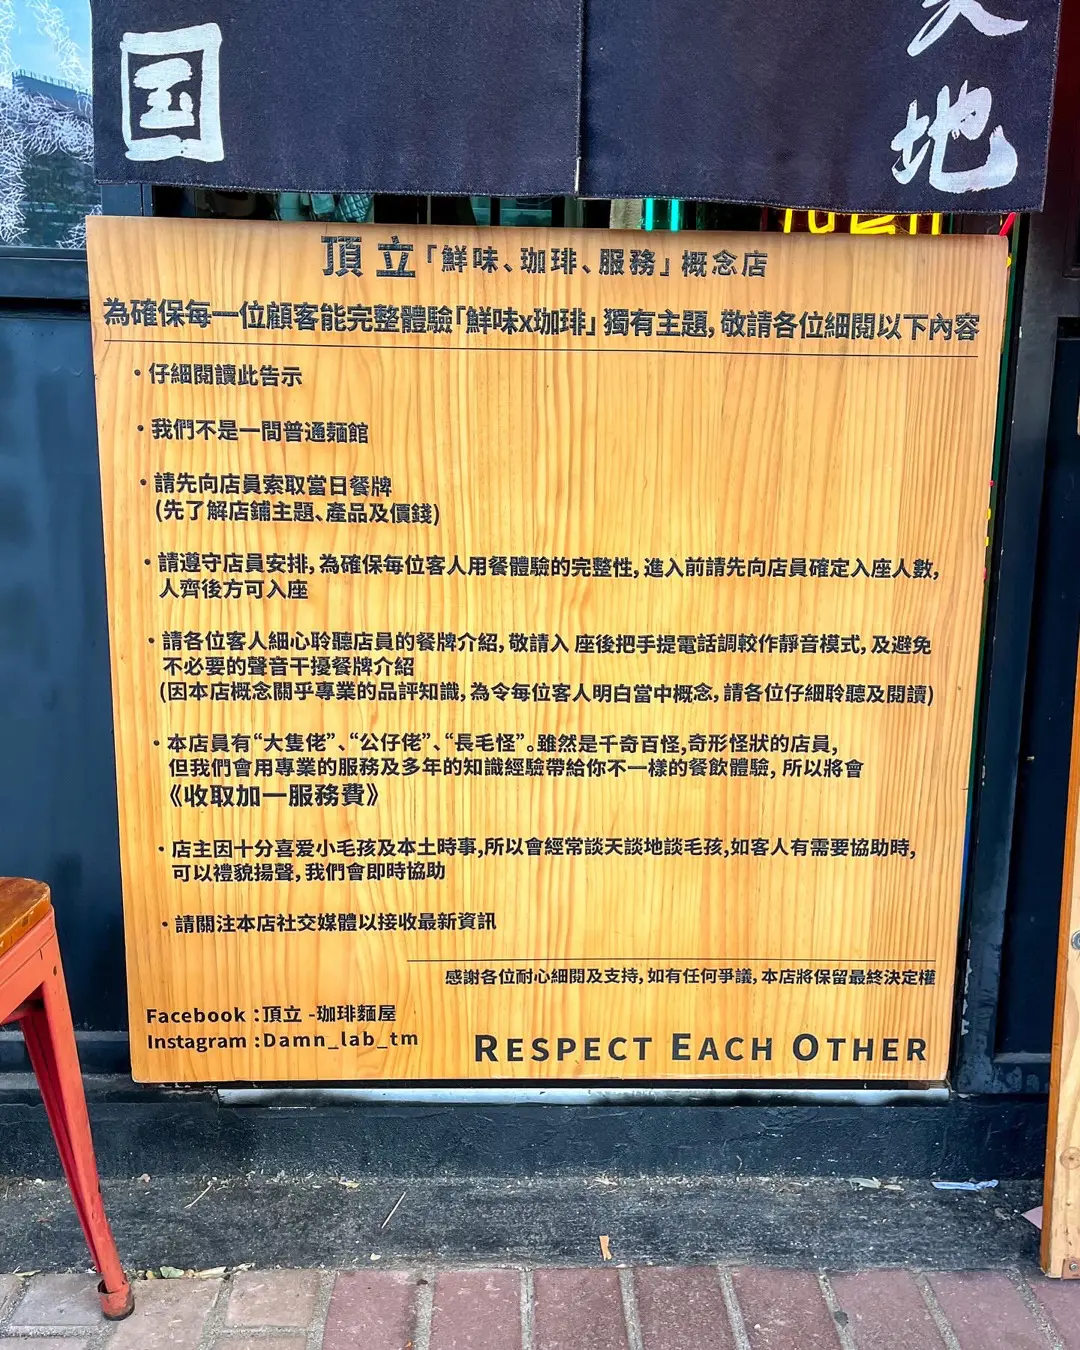 国
地
頂立「鮮味、珈琲、服務」概念店
為確保每一位顧客能完整體驗「鮮味x珈琲」獨有主題,敬請各位細閱以下內容
・仔細閱讀此告示
・我們不是一間普通麵館
・請先向店員索取當日餐牌
(先了解店鋪主題、產品及價錢)
・請遵守店員安排,為確保每位客人用餐體驗的完整性,進入前請先向店員確定入座人數,
人齊後方可入座
・請各位客人細心聆聽店員的餐牌介紹,敬請入 座後把手提電話調較作靜音模式,及避免
不必要的聲音干擾餐牌介紹
(因本店概念關乎專業的品評知識,為令每位客人明白當中概念,請各位仔細聆聽及閱讀)
・本店員有“大隻佬”、“公仔佬”、“長毛怪”。雖然是千奇百怪,奇形怪狀的店員,
但我們會用專業的服務及多年的知識經驗帶給你不一樣的餐飲體驗,所以將會
《收取加一服務費》
・店主因十分喜爱小毛孩及本土時事,所以會經常談天談地談毛孩,如客人有需要協助時,
可以禮貌揚聲,我們會即時協助
・請關注本店社交媒體以接收最新資訊
感謝各位耐心細閱及支持,如有任何爭議,本店將保留最終決定權
Facebook :頂立 -珈琲麵屋
Instagram :Damn_lab_tm
RESPECT EACH OTHER